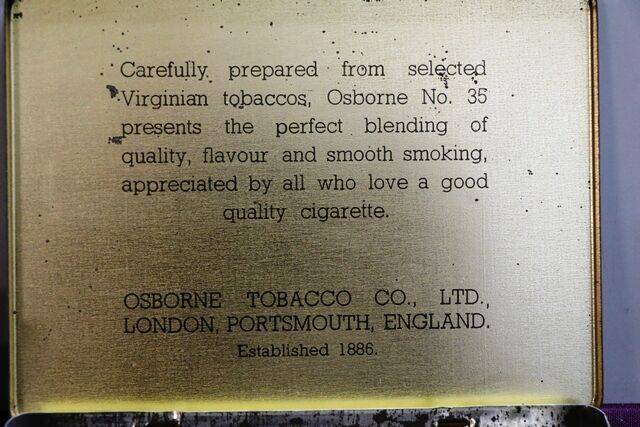 Carefully prepared from selected
Virginian tobaccos, Osborne No. 35
presents the perfect blending of
quality, flavour and smooth smoking,
appreciated by all who love a good
quality cigarette.
OSBORNE TOBACCO CO., LTD.,
LONDON, PORTSMOUTH, ENGLAND.
Established 1886.